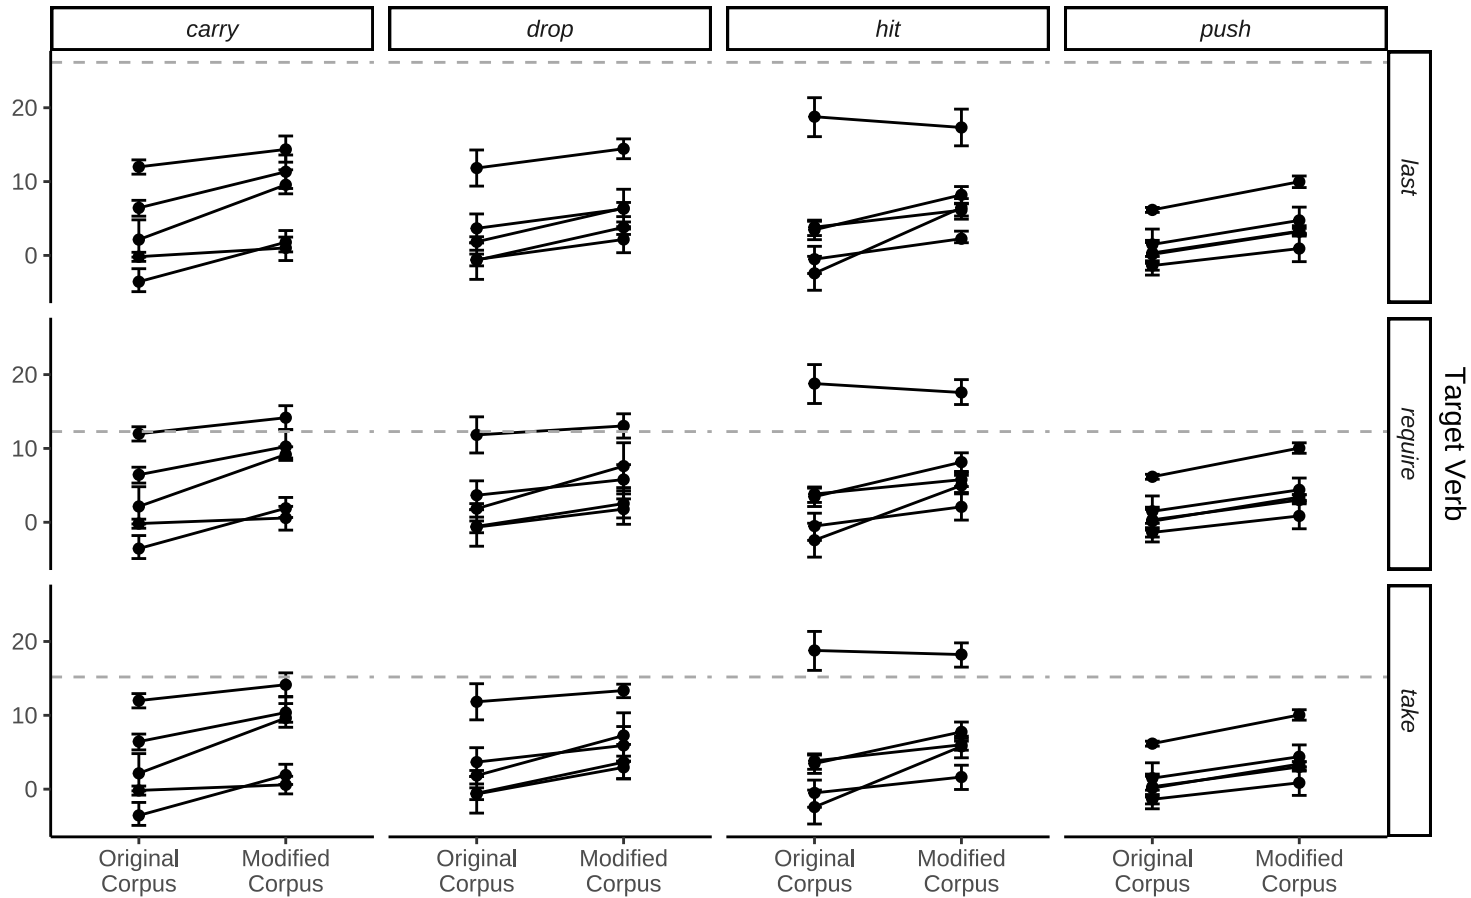 carry
drop
hit
push
20
10
0
last
20
10
0
require
20
10
0
take
Target Verb
Original
Corpus
Modified
Corpus
Original
Corpus
Modified
Corpus
Original
Corpus
Modified
Corpus
Original
Corpus
Modified
Corpus